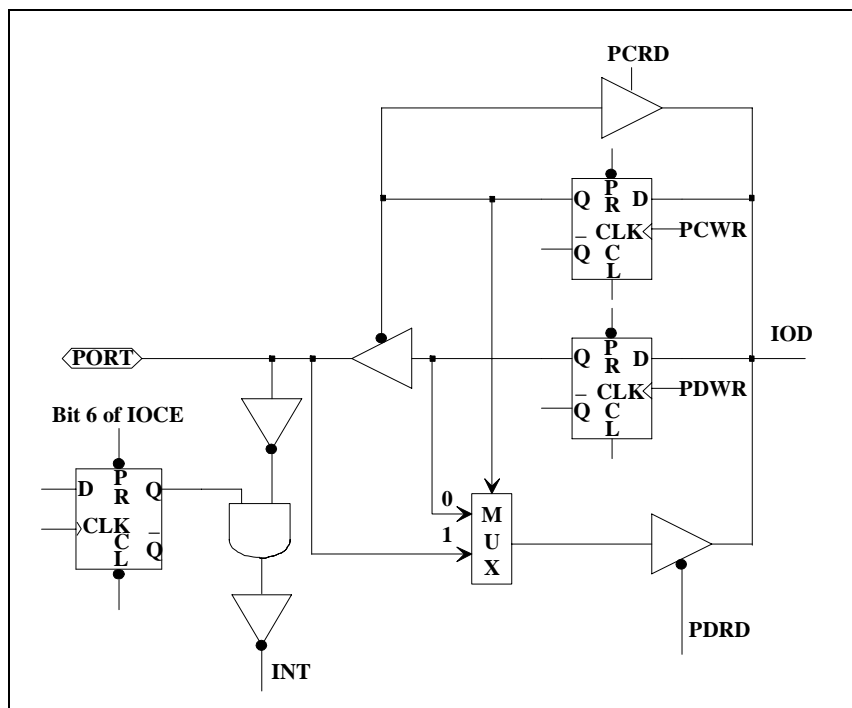 PCRD
P
R
Q
D
CLK
PCWR
Q
C
L
P
R
Q
D
IOD
PORT
CLK
PDWR
Q
C
L
Bit 6 of IOCE
P
R
D
Q
CLK
C
L
Q
0
1
M
U
X
PDRD
INT